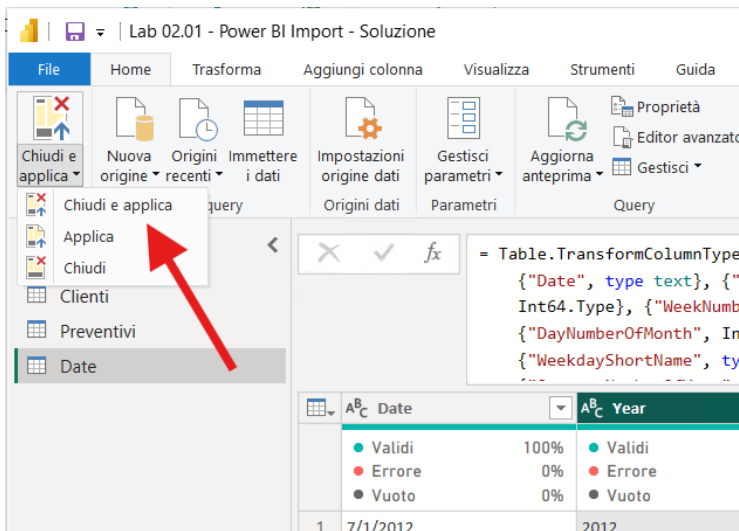 Lab 02.01 - Power BI Import - Soluzione
File Home Trasforma Aggiungi colonna Visualizza Strumenti Guida
Chiudi e applica
Nuova origine
Origini recenti
Immettere i dati
Impostazioni origine dati
Gestisci parametri
Aggiorna anteprima
Proprietà
Editor avanzato
Gestisci
Origini dati Parametri Query
Chiudi e applica
Applica
Chiudi
Clienti
Preventivi
Date
fx
= Table.TransformColumnType
{"Date", type text}, {"
Int64.Type}, {"WeekNumb
{"DayNumberOfMonth", In
{"WeekdayShortName", ty
ABC Date
ABC Year
Validi 100% Validi
Errore 0% Errore
Vuoto 0% Vuoto
1 7/1/2012 2012